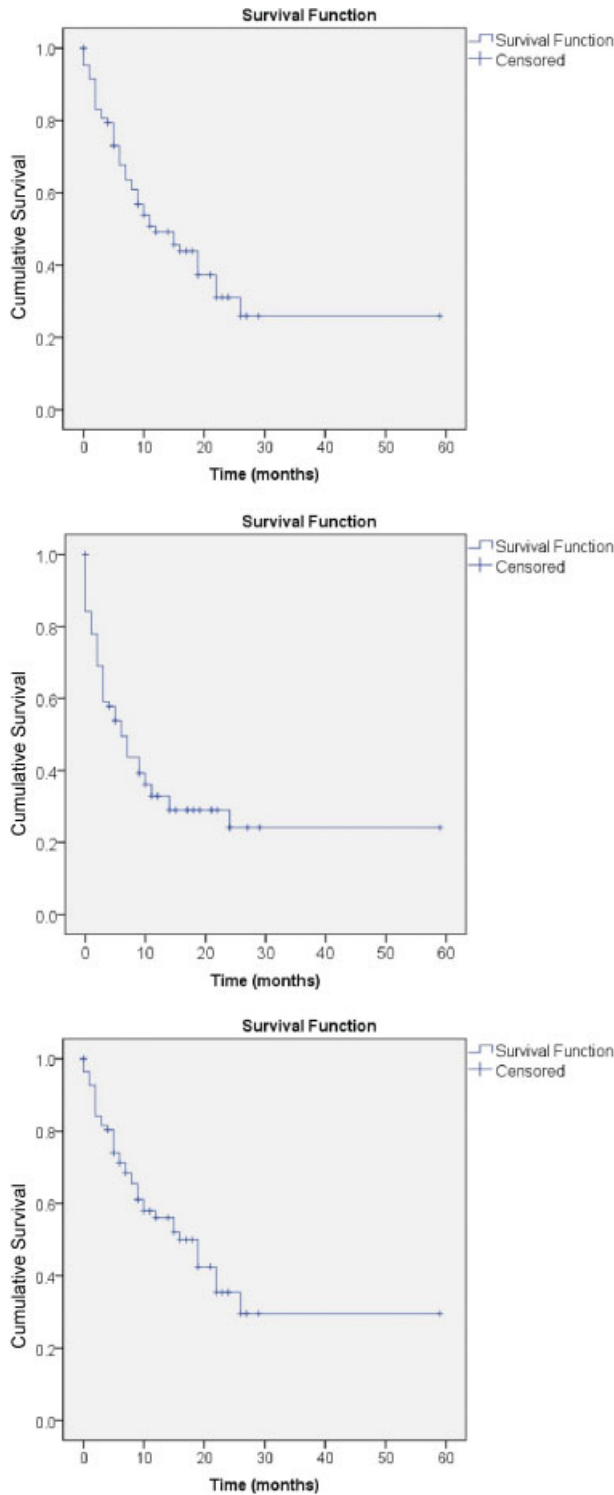 Survival Function
Survival Function
Censored
Cumulative Survival
1.0
0.8
0.6
0.4
0.2
0.0
0 10 20 30 40 50 60
Time (months)
Survival Function
Survival Function
Censored
Cumulative Survival
1.0
0.8
0.6
0.4
0.2
0.0
0 10 20 30 40 50 60
Time (months)
Survival Function
Survival Function
Censored
Cumulative Survival
1.0
0.8
0.6
0.4
0.2
0.0
0 10 20 30 40 50 60
Time (months)